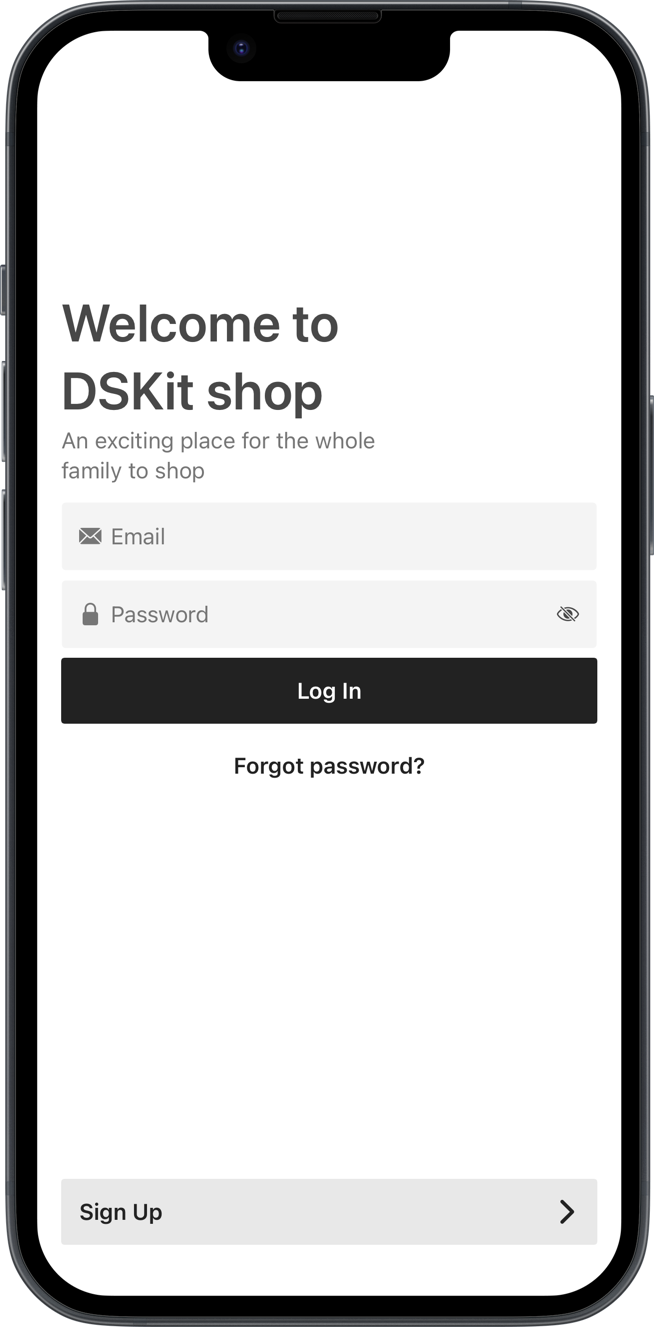 Welcome to
DSKit shop
An exciting place for the whole
family to shop
Email
Password
Log In
Forgot password?
Sign Up